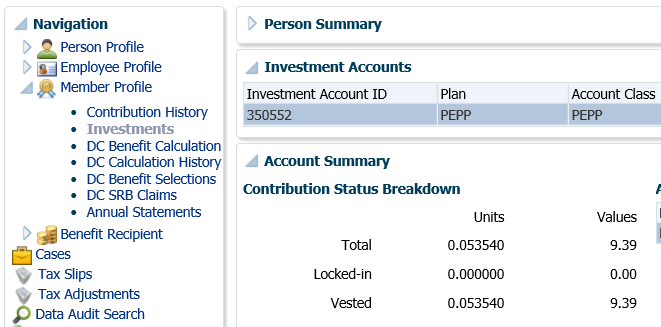 Navigation
Person Profile
Employee Profile
Member Profile
Contribution History
Investments
DC Benefit Calculation
DC Calculation History
DC Benefit Selections
DC SRB Claims
Annual Statements
Benefit Recipient
Cases
Tax Slips
Tax Adjustments
Data Audit Search
Person Summary
Investment Accounts
Investment Account ID Plan Account Class
350552 PEPP PEPP
Account Summary
Contribution Status Breakdown
Units Values
Total 0.053540 9.39
Locked-in 0.000000 0.00
Vested 0.053540 9.39